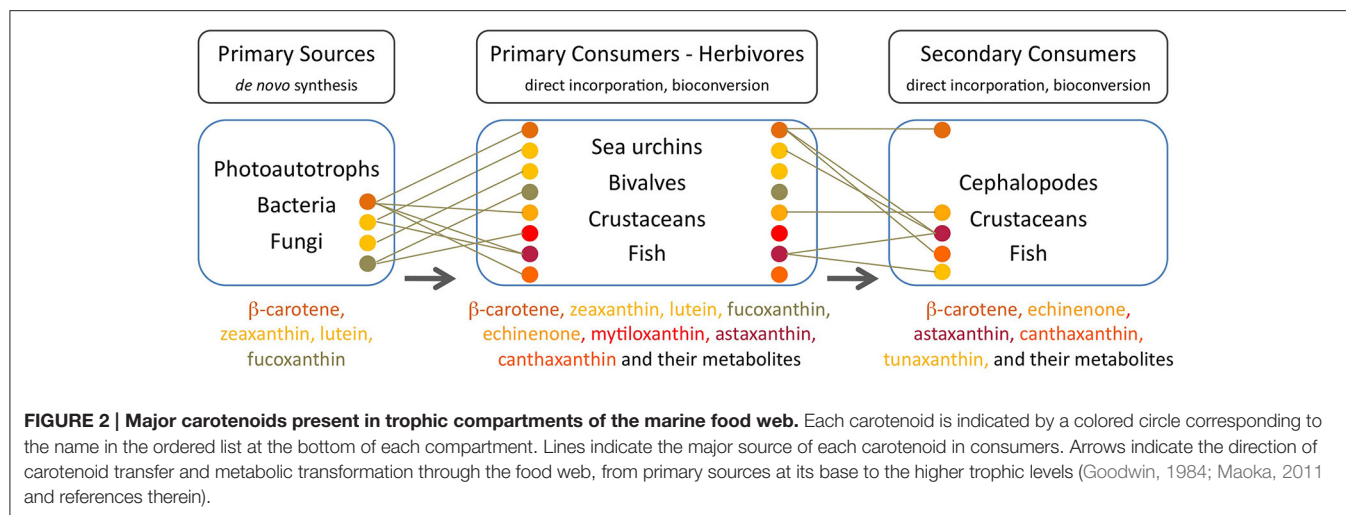 Primary Sources
de novo synthesis
Primary Consumers - Herbivores
direct incorporation, bioconversion
Secondary Consumers
direct incorporation, bioconversion
Photoautotrophs
Bacteria
Fungi
Sea urchins
Bivalves
Crustaceans
Fish
Cephalopodes
Crustaceans
Fish
β-carotene,
zeaxanthin, lutein,
fucoxanthin
β-carotene, zeaxanthin, lutein, fucoxanthin,
echinenone, mytiloxanthin, astaxanthin,
canthaxanthin and their metabolites
β-carotene, echinenone,
astaxanthin, canthaxanthin,
tunaxanthin, and their metabolites
FIGURE 2 | Major carotenoids present in trophic compartments of the marine food web. Each carotenoid is indicated by a colored circle corresponding to
the name in the ordered list at the bottom of each compartment. Lines indicate the major source of each carotenoid in consumers. Arrows indicate the direction of
carotenoid transfer and metabolic transformation through the food web, from primary sources at its base to the higher trophic levels (Goodwin, 1984; Maoka, 2011
and references therein).